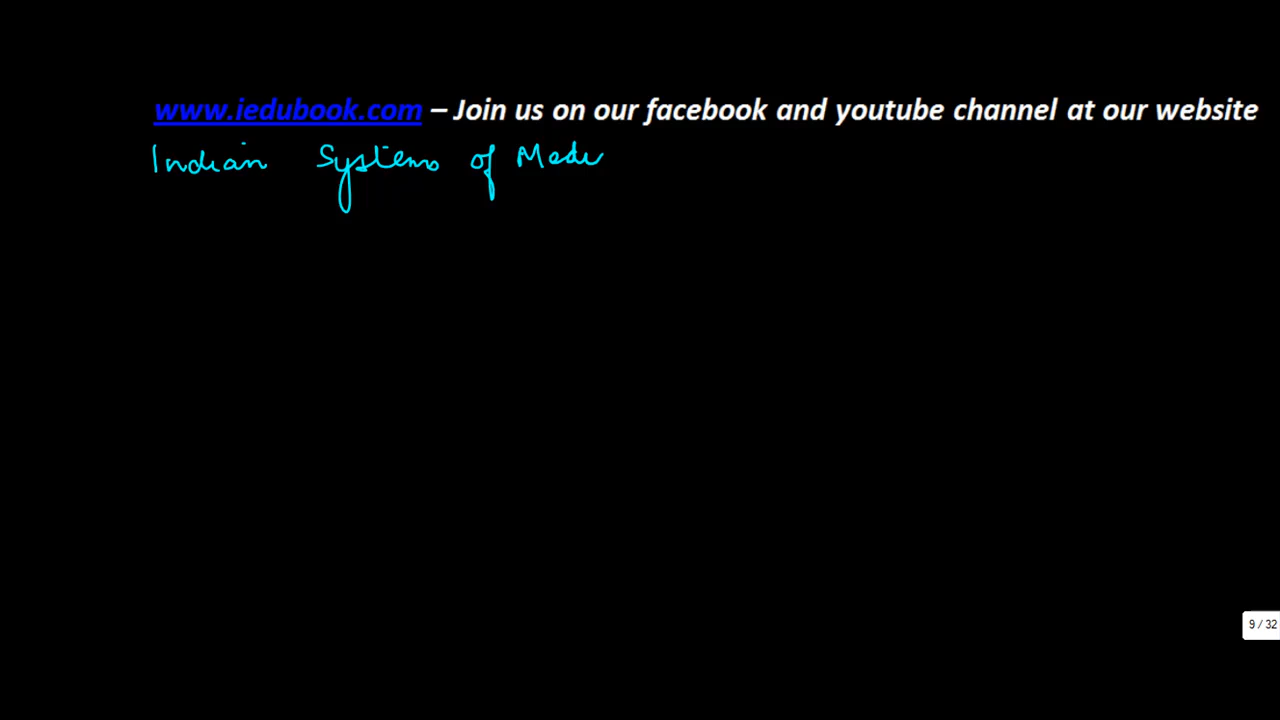 www.iedubook.com – Join us on our facebook and youtube channel at our website
Indian Systems of Medi
9 / 32